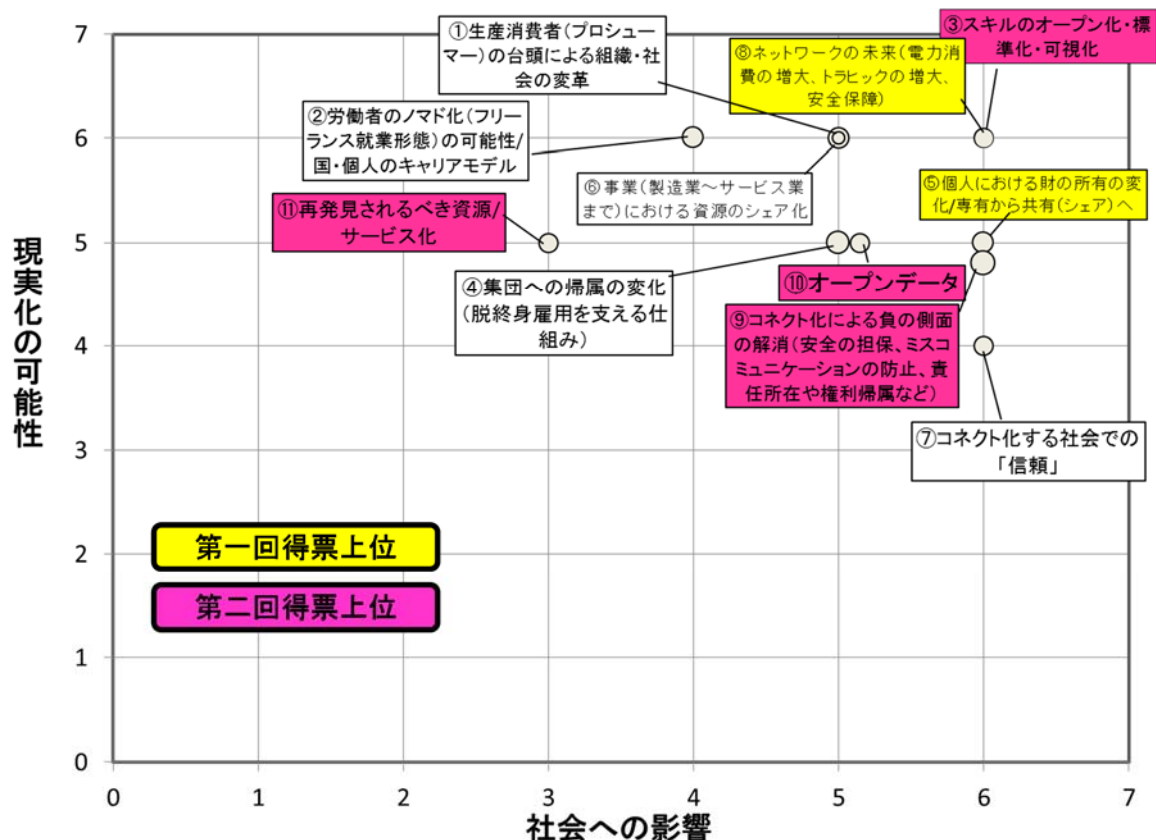 ①生産消費者(プロシュー
マー)の台頭による組織・社
会の変革
⑧ネットワークの未来(電力消
費の増大、トラヒックの増大、
安全保障)
③スキルのオープン化・標
準化・可視化
②労働者のノマド化(フリー
ランス就業形態)の可能性/
国・個人のキャリアモデル
⑥事業(製造業～サービス業
まで)における資源のシェア化
⑤個人における財の所有の変
化/専有から共有(シェア)へ
⑪再発見されるべき資源/
サービス化
④集団への帰属の変化
(脱終身雇用を支える仕
組み)
⑩オープンデータ
⑨コネクト化による負の側面
の解消(安全の担保、ミスコ
ミュニケーションの防止、責
任所在や権利帰属など)
⑦コネクト化する社会での
「信頼」
第一回得票上位
第二回得票上位
現実化の可能性
7
6
5
4
3
2
1
0
0 1 2 3 4 5 6 7
社会への影響